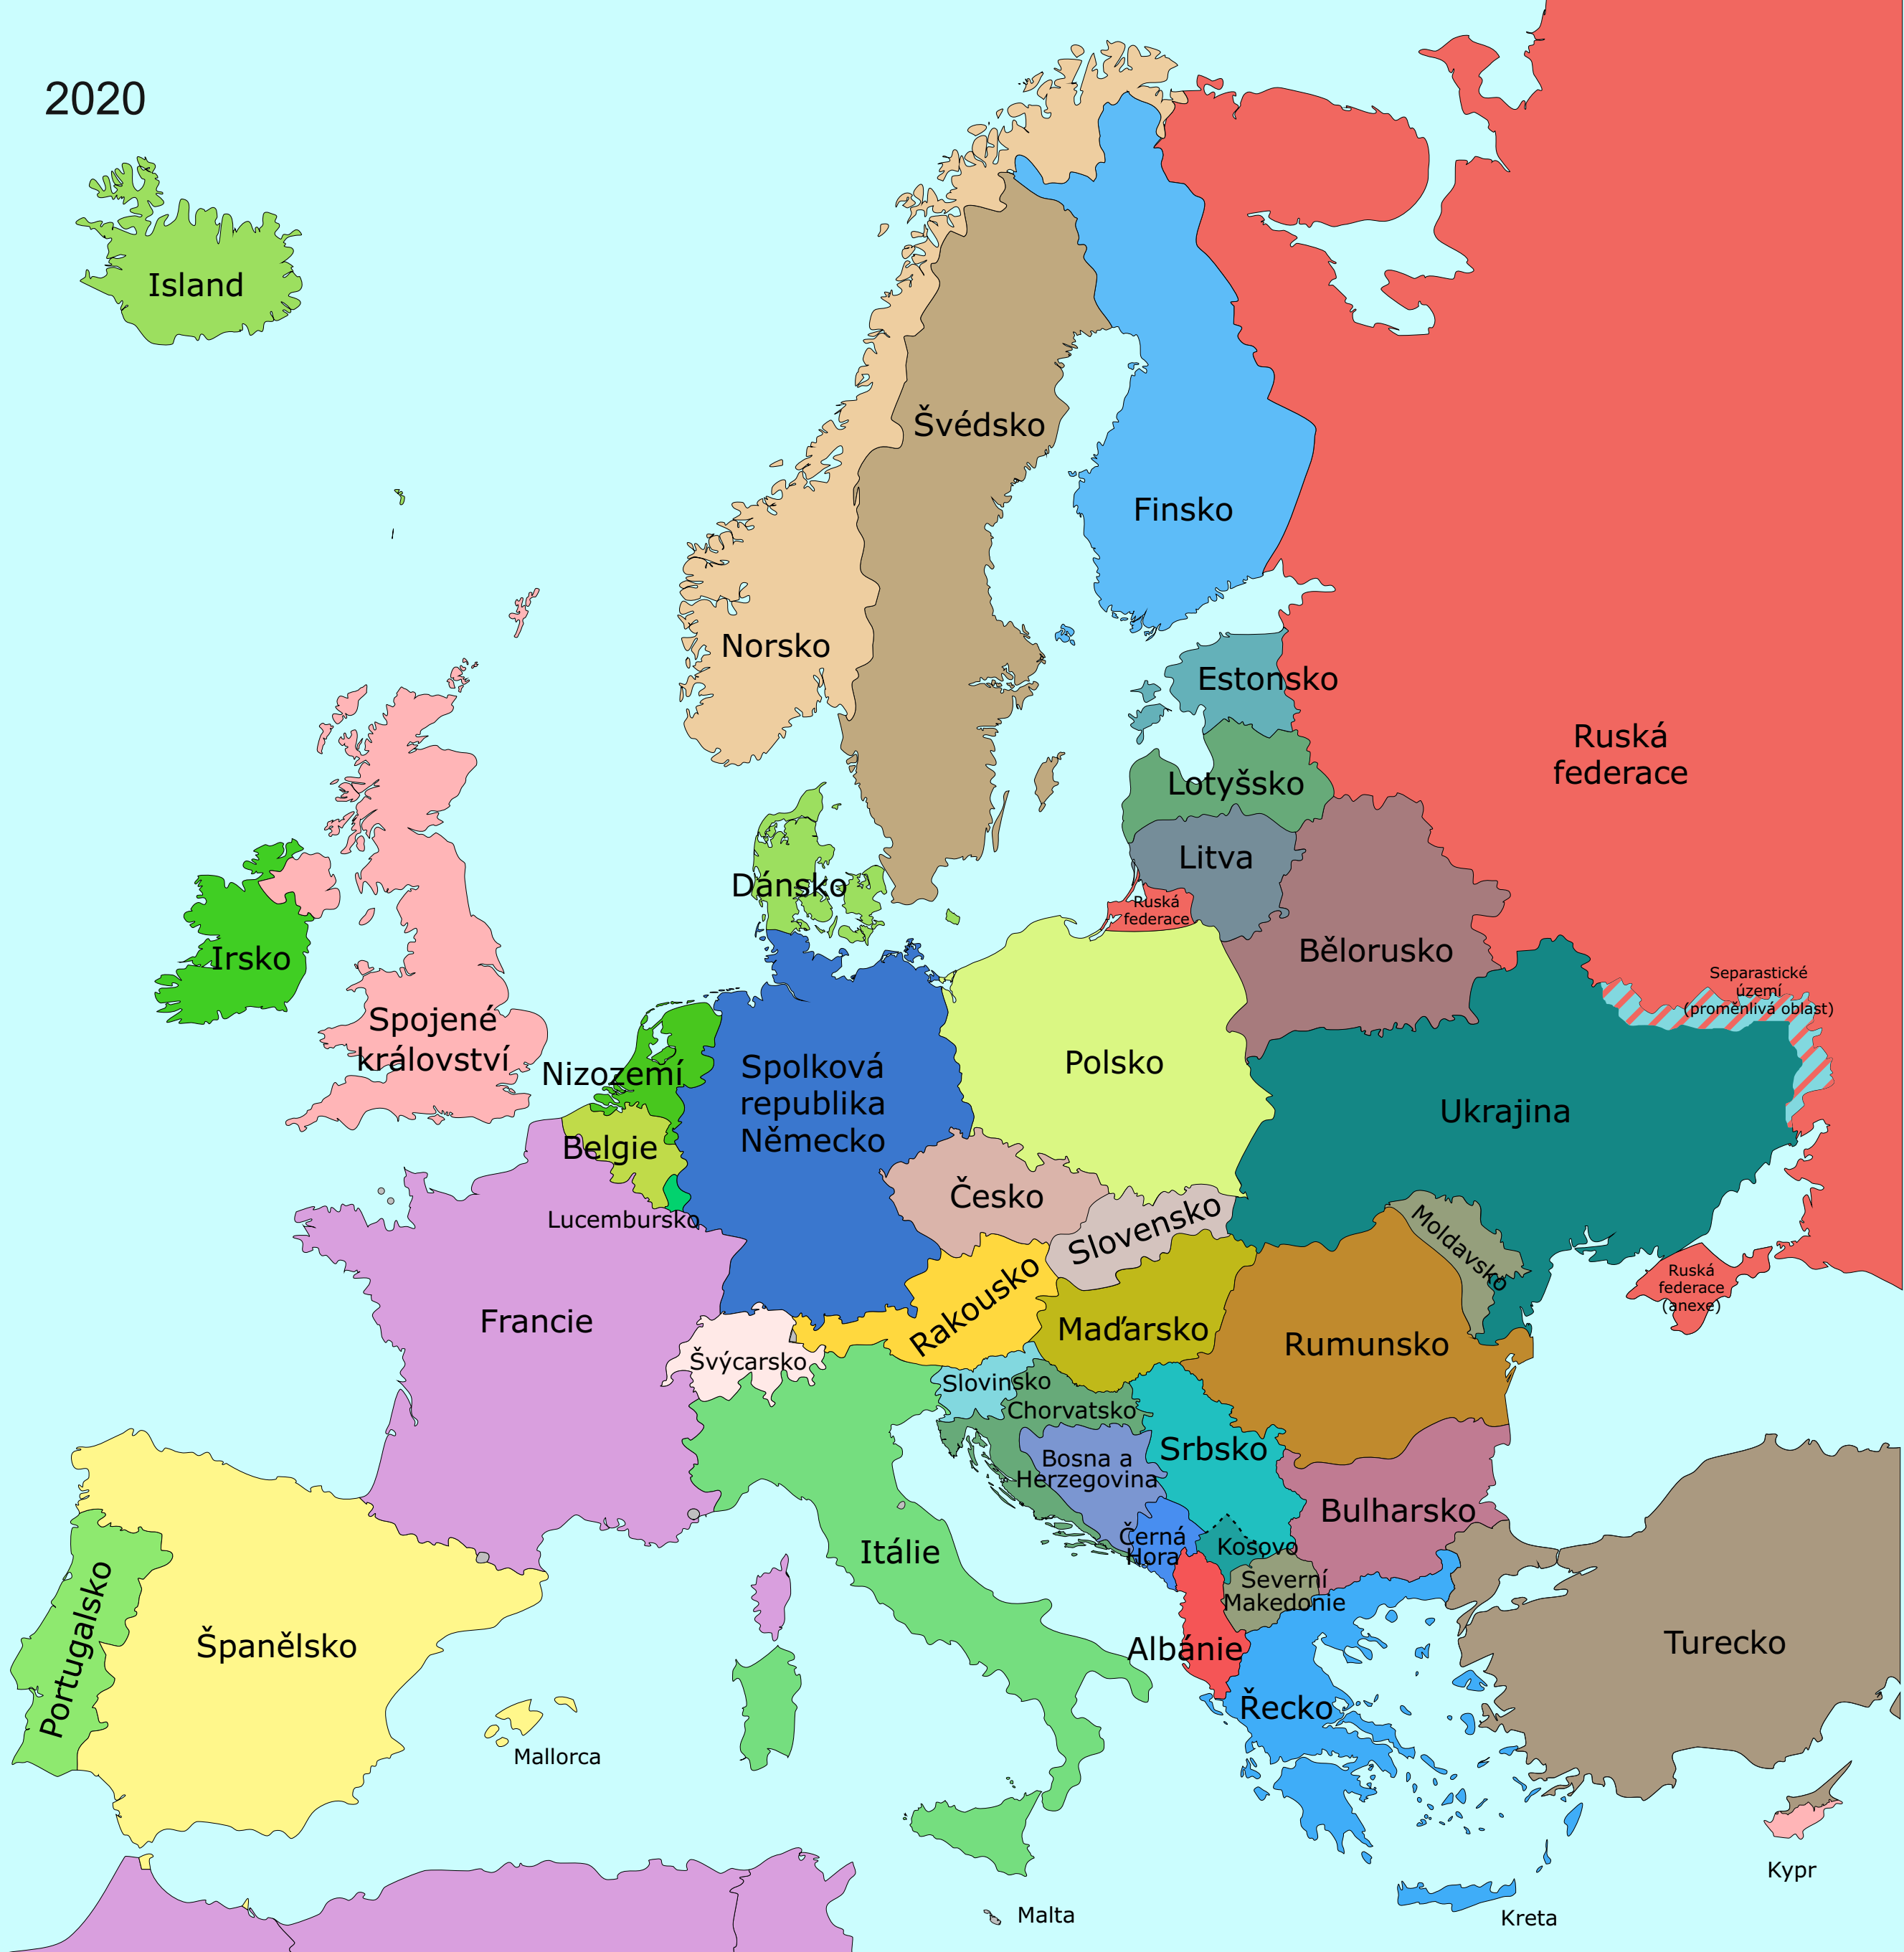 2020
Island
Švédsko
Finsko
Norsko
Estonsko
Ruská
federace
Lotyšsko
Litva
Dánsko
Ruská
federace
Bělorusko
Irsko
Separastické
území
(proměnlivá oblast)
Spojené
království
Nizozemí
Spolková
republika
Německo
Polsko
Ukrajina
Belgie
Česko
Lucembursko
Slovensko
Moldavsko
Ruská
federace
(anexe)
Francie
Rakousko
Maďarsko
Rumunsko
Švýcarsko
Slovinsko
Chorvatsko
Srbsko
Bosna a
Herzegovina
Bulharsko
Černá
Hora
Kosovo
Itálie
Severní
Makedonie
Portugalsko
Španělsko
Albánie
Turecko
Řecko
Mallorca
Kypr
Malta
Kreta